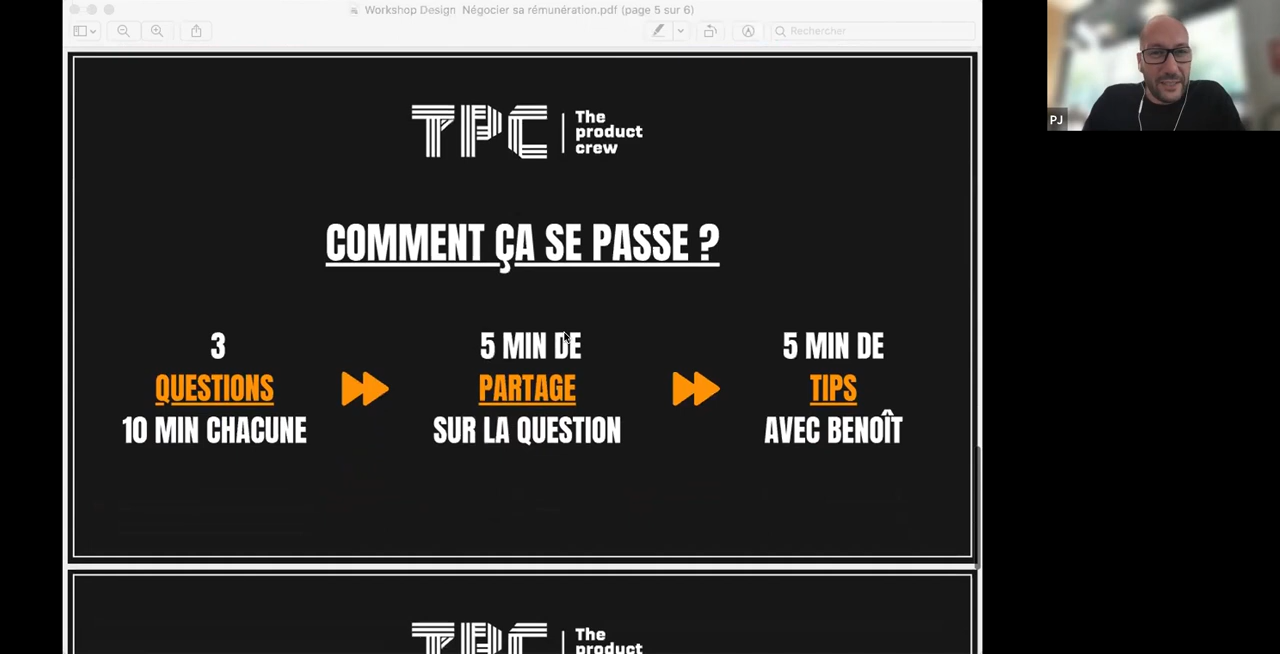 Workshop Design Négocier sa rémunération.pdf (page 5 sur 6)
Rechercher
PJ
TPC
The
product
crew
COMMENT ÇA SE PASSE ?
3
QUESTIONS
10 MIN CHACUNE
5 MIN DE
PARTAGE
SUR LA QUESTION
5 MIN DE
TIPS
AVEC BENOÎT
TPC
The
product